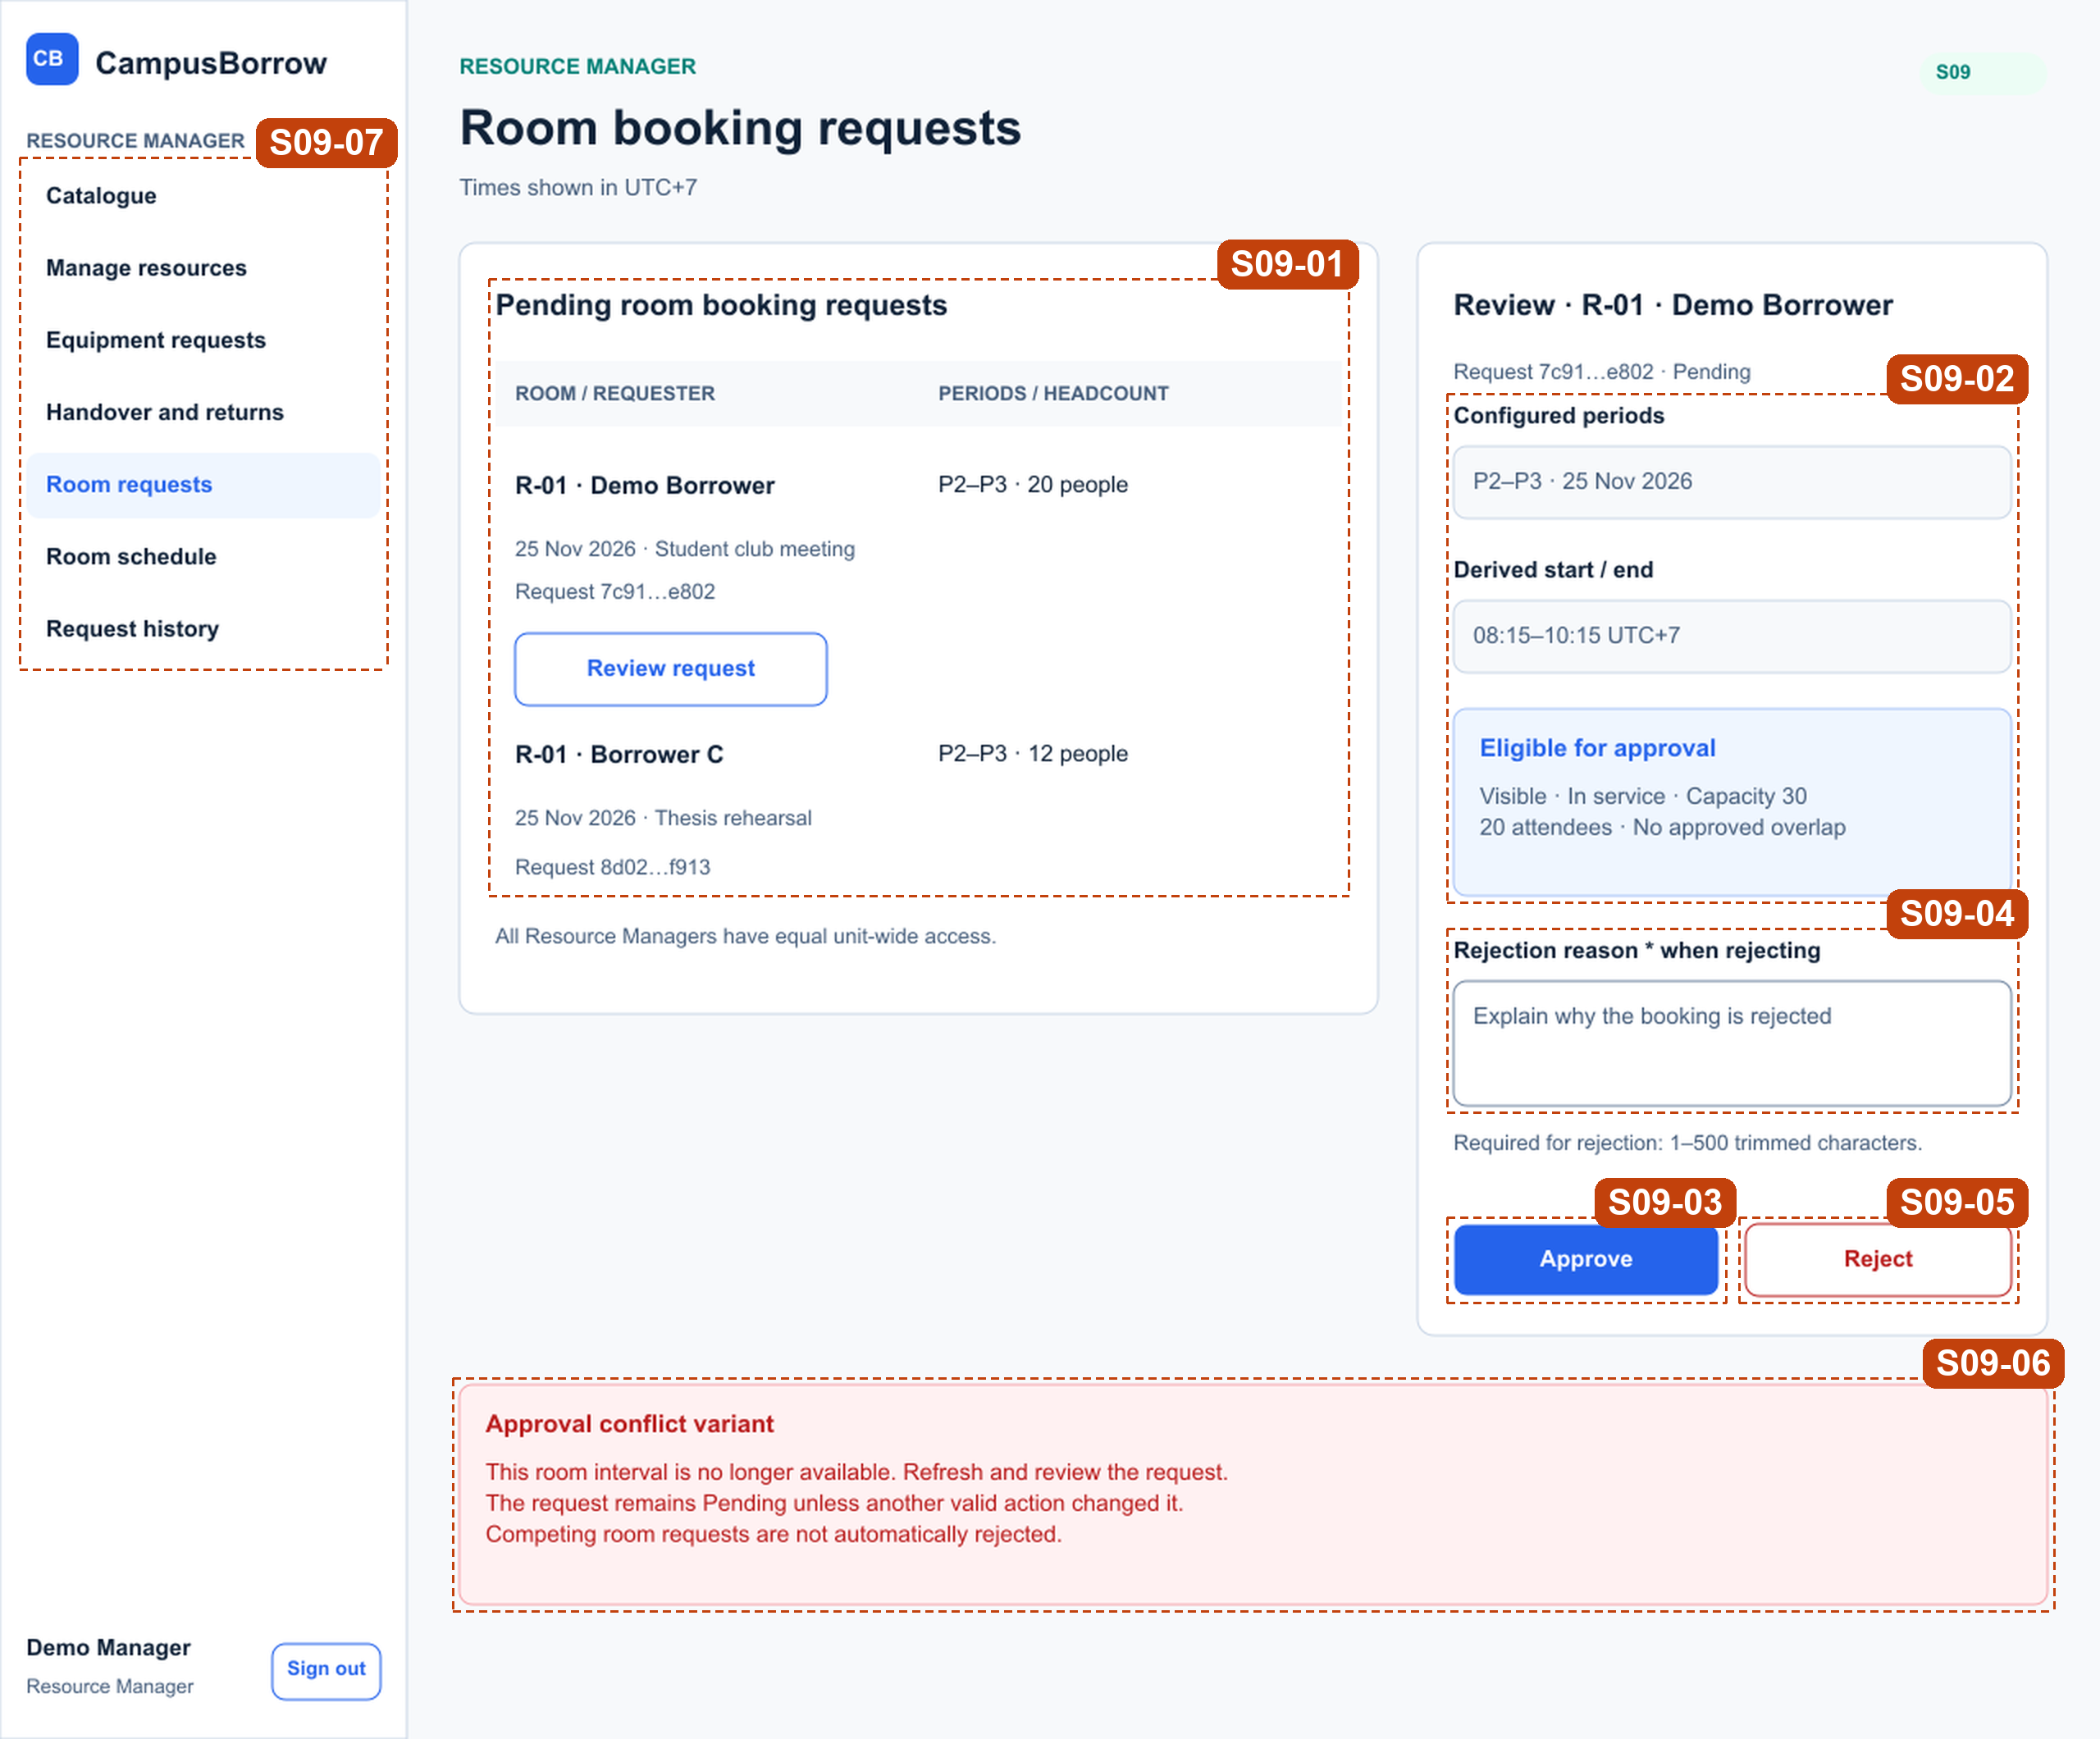 CB
CampusBorrow
RESOURCE MANAGER
S09-07
Catalogue
Manage resources
Equipment requests
Handover and returns
Room requests
Room schedule
Request history
Demo Manager
Resource Manager
Sign out
RESOURCE MANAGER
S09
Room booking requests
Times shown in UTC+7
S09-01
Pending room booking requests
ROOM / REQUESTER
PERIODS / HEADCOUNT
R-01 · Demo Borrower
P2–P3 · 20 people
25 Nov 2026 · Student club meeting
Request 7c91…e802
Review request
R-01 · Borrower C
P2–P3 · 12 people
25 Nov 2026 · Thesis rehearsal
Request 8d02…f913
All Resource Managers have equal unit-wide access.
Review · R-01 · Demo Borrower
Request 7c91…e802 · Pending
S09-02
Configured periods
P2–P3 · 25 Nov 2026
Derived start / end
08:15–10:15 UTC+7
Eligible for approval
Visible · In service · Capacity 30
20 attendees · No approved overlap
S09-04
Rejection reason * when rejecting
Explain why the booking is rejected
Required for rejection: 1–500 trimmed characters.
S09-03
S09-05
Approve
Reject
S09-06
Approval conflict variant
This room interval is no longer available. Refresh and review the request.
The request remains Pending unless another valid action changed it.
Competing room requests are not automatically rejected.